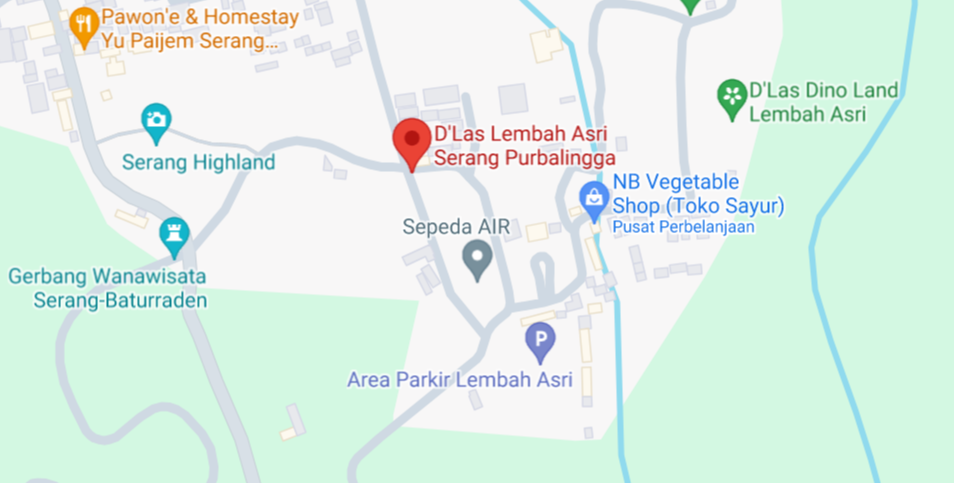 Pawon'e & Homestay
Yu Paijem Serang...
D'Las Dino Land
Lembah Asri
D'Las Lembah Asri
Serang Purbalingga
Serang Highland
NB Vegetable
Shop (Toko Sayur)
Pusat Perbelanjaan
Sepeda AIR
Gerbang Wanawisata
Serang-Baturraden
P
Area Parkir Lembah Asri